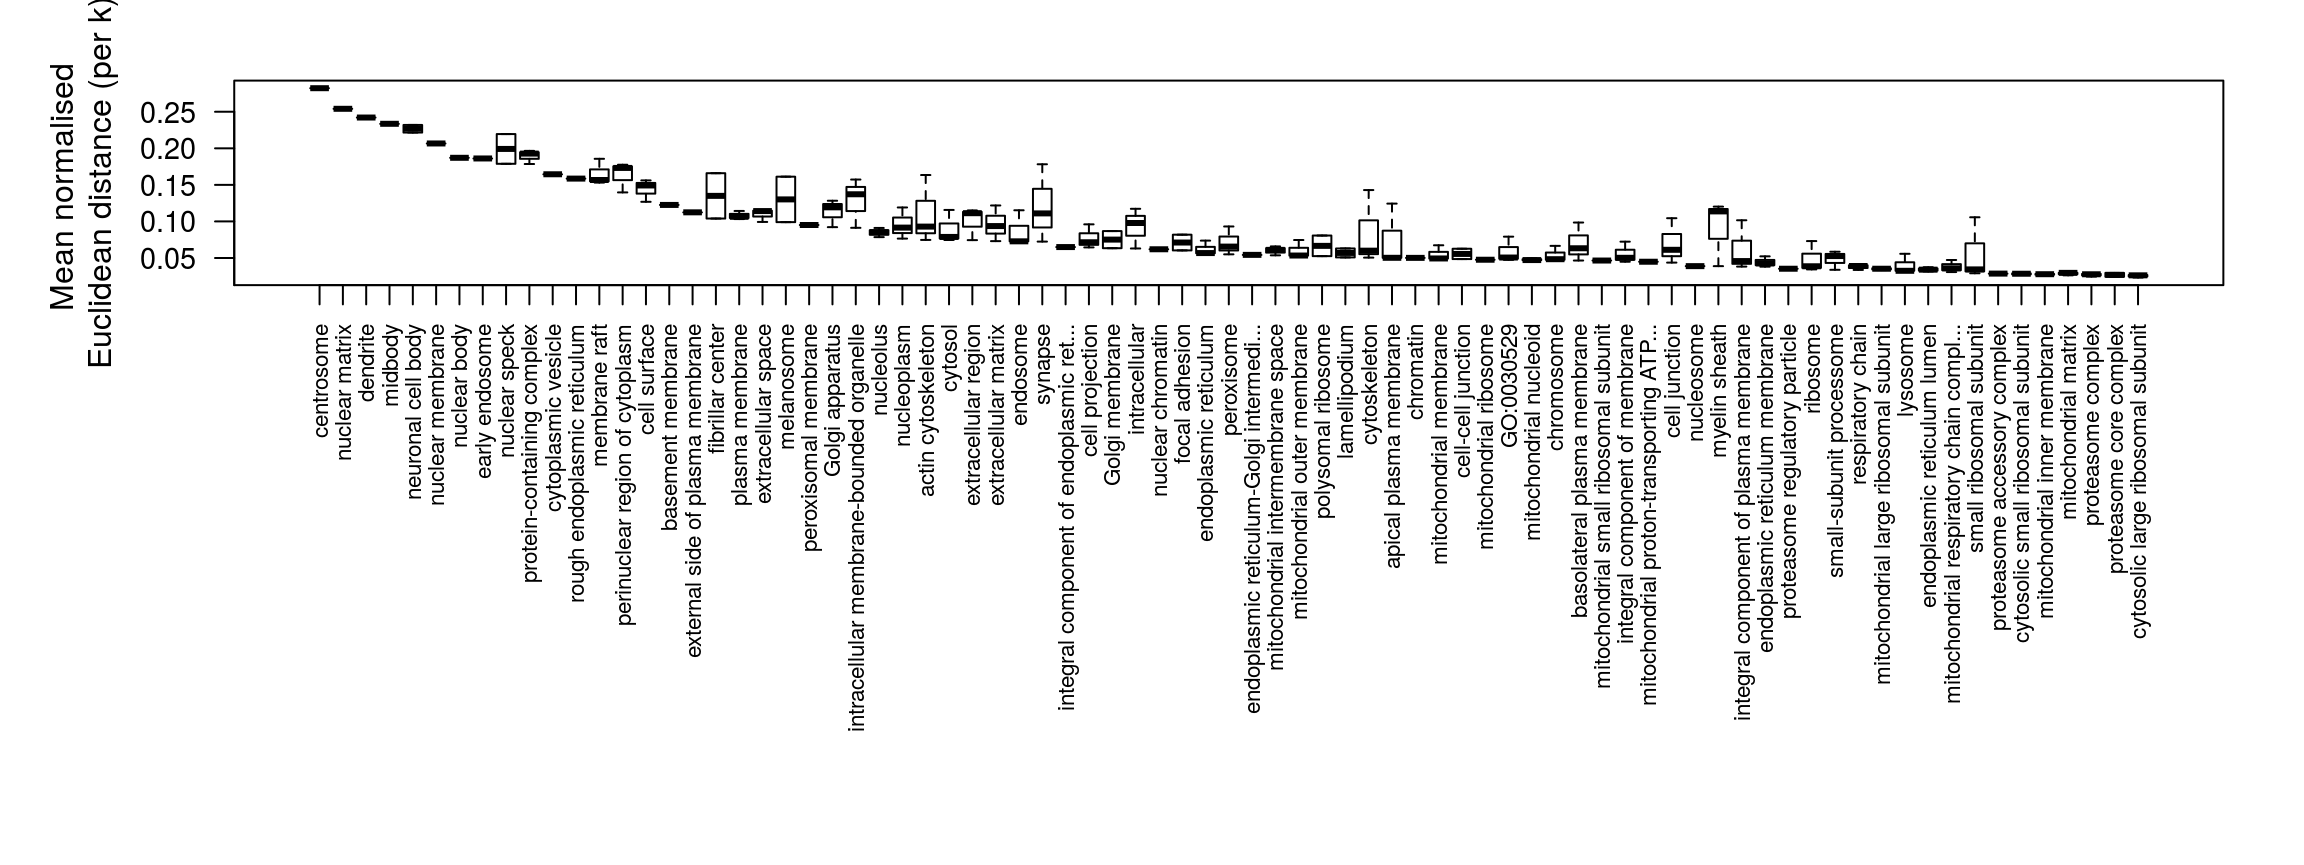 Mean normalised
Euclidean distance (per k)
0.25
0.20
0.15
0.10
0.05
centrosome
nuclear matrix
dendrite
midbody
neuronal cell body
nuclear membrane
nuclear body
early endosome
nuclear speck
protein-containing complex
cytoplasmic vesicle
rough endoplasmic reticulum
membrane raft
perinuclear region of cytoplasm
cell surface
basement membrane
external side of plasma membrane
fibrillar center
plasma membrane
extracellular space
melanosome
peroxisomal membrane
Golgi apparatus
intracellular membrane-bounded organelle
nucleolus
nucleoplasm
actin cytoskeleton
cytosol
extracellular region
extracellular matrix
endosome
synapse
integral component of endoplasmic ret...
cell projection
Golgi membrane
intracellular
nuclear chromatin
focal adhesion
endoplasmic reticulum
peroxisome
endoplasmic reticulum-Golgi intermedi...
mitochondrial intermembrane space
mitochondrial outer membrane
polysomal ribosome
lamellipodium
cytoskeleton
apical plasma membrane
chromatin
mitochondrial membrane
cell-cell junction
mitochondrial ribosome
GO:0030529
mitochondrial nucleoid
chromosome
basolateral plasma membrane
mitochondrial small ribosomal subunit
integral component of membrane
mitochondrial proton-transporting ATP...
cell junction
nucleosome
myelin sheath
integral component of plasma membrane
endoplasmic reticulum membrane
proteasome regulatory particle
ribosome
small-subunit processome
respiratory chain
mitochondrial large ribosomal subunit
lysosome
endoplasmic reticulum lumen
mitochondrial respiratory chain compl...
small ribosomal subunit
proteasome accessory complex
cytosolic small ribosomal subunit
mitochondrial inner membrane
mitochondrial matrix
proteasome complex
proteasome core complex
cytosolic large ribosomal subunit